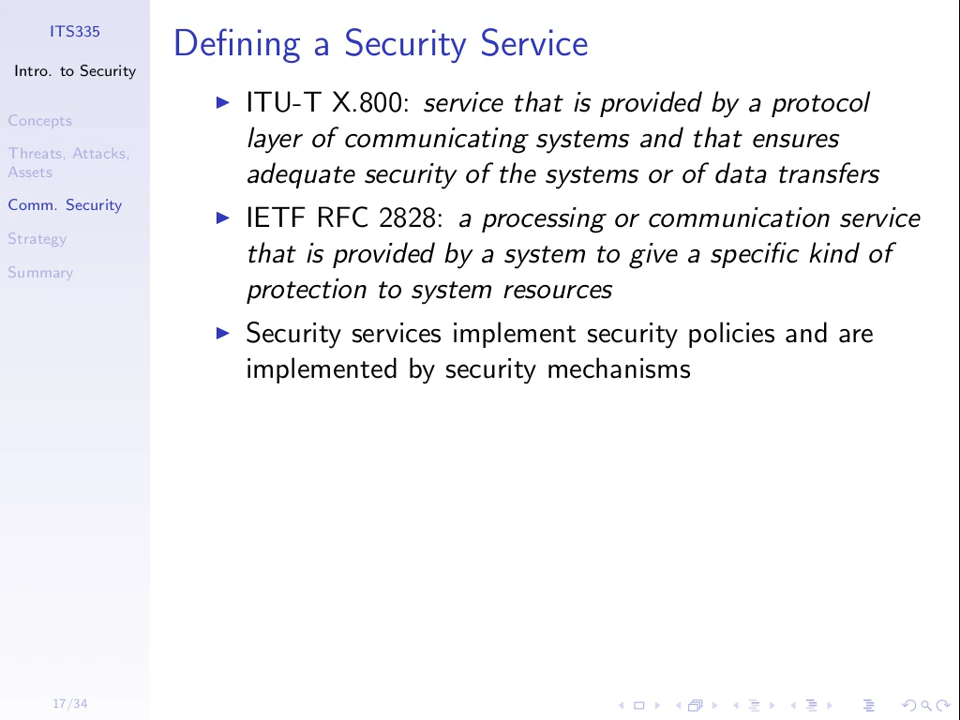 ITS335
Intro. to Security
Concepts
Threats, Attacks,
Assets
Comm. Security
Strategy
Summary
Defining a Security Service
ITU-T X.800: service that is provided by a protocol
layer of communicating systems and that ensures
adequate security of the systems or of data transfers
IETF RFC 2828: a processing or communication service
that is provided by a system to give a specific kind of
protection to system resources
Security services implement security policies and are
implemented by security mechanisms
17/34